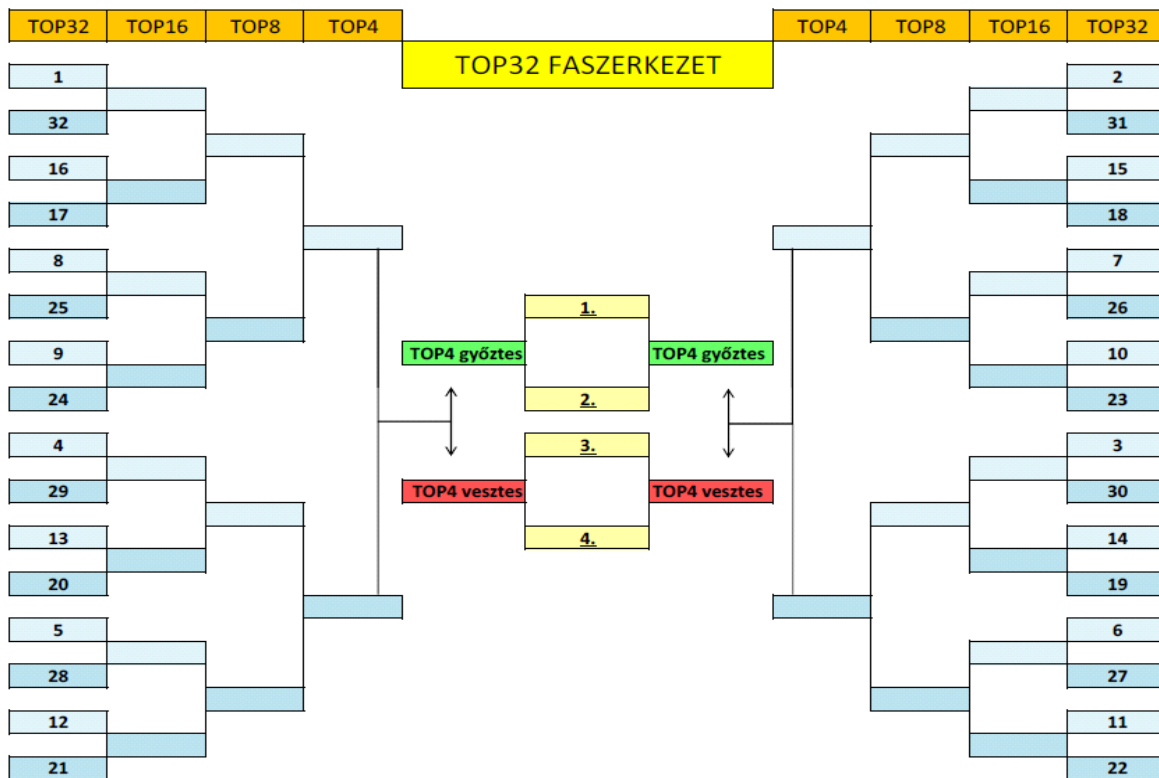 TOP32 TOP16 TOP8 TOP4 TOP4 TOP8 TOP16 TOP32
TOP32 FASZERKEZET
1 2
32 31
16 15
17 18
8 7
25 1. 26
9 TOP4 győztes TOP4 győztes 10
24 2. 23
4 3. 3
29 TOP4 vesztes TOP4 vesztes 30
13 4. 14
20 19
5 6
28 27
12 11
21 22